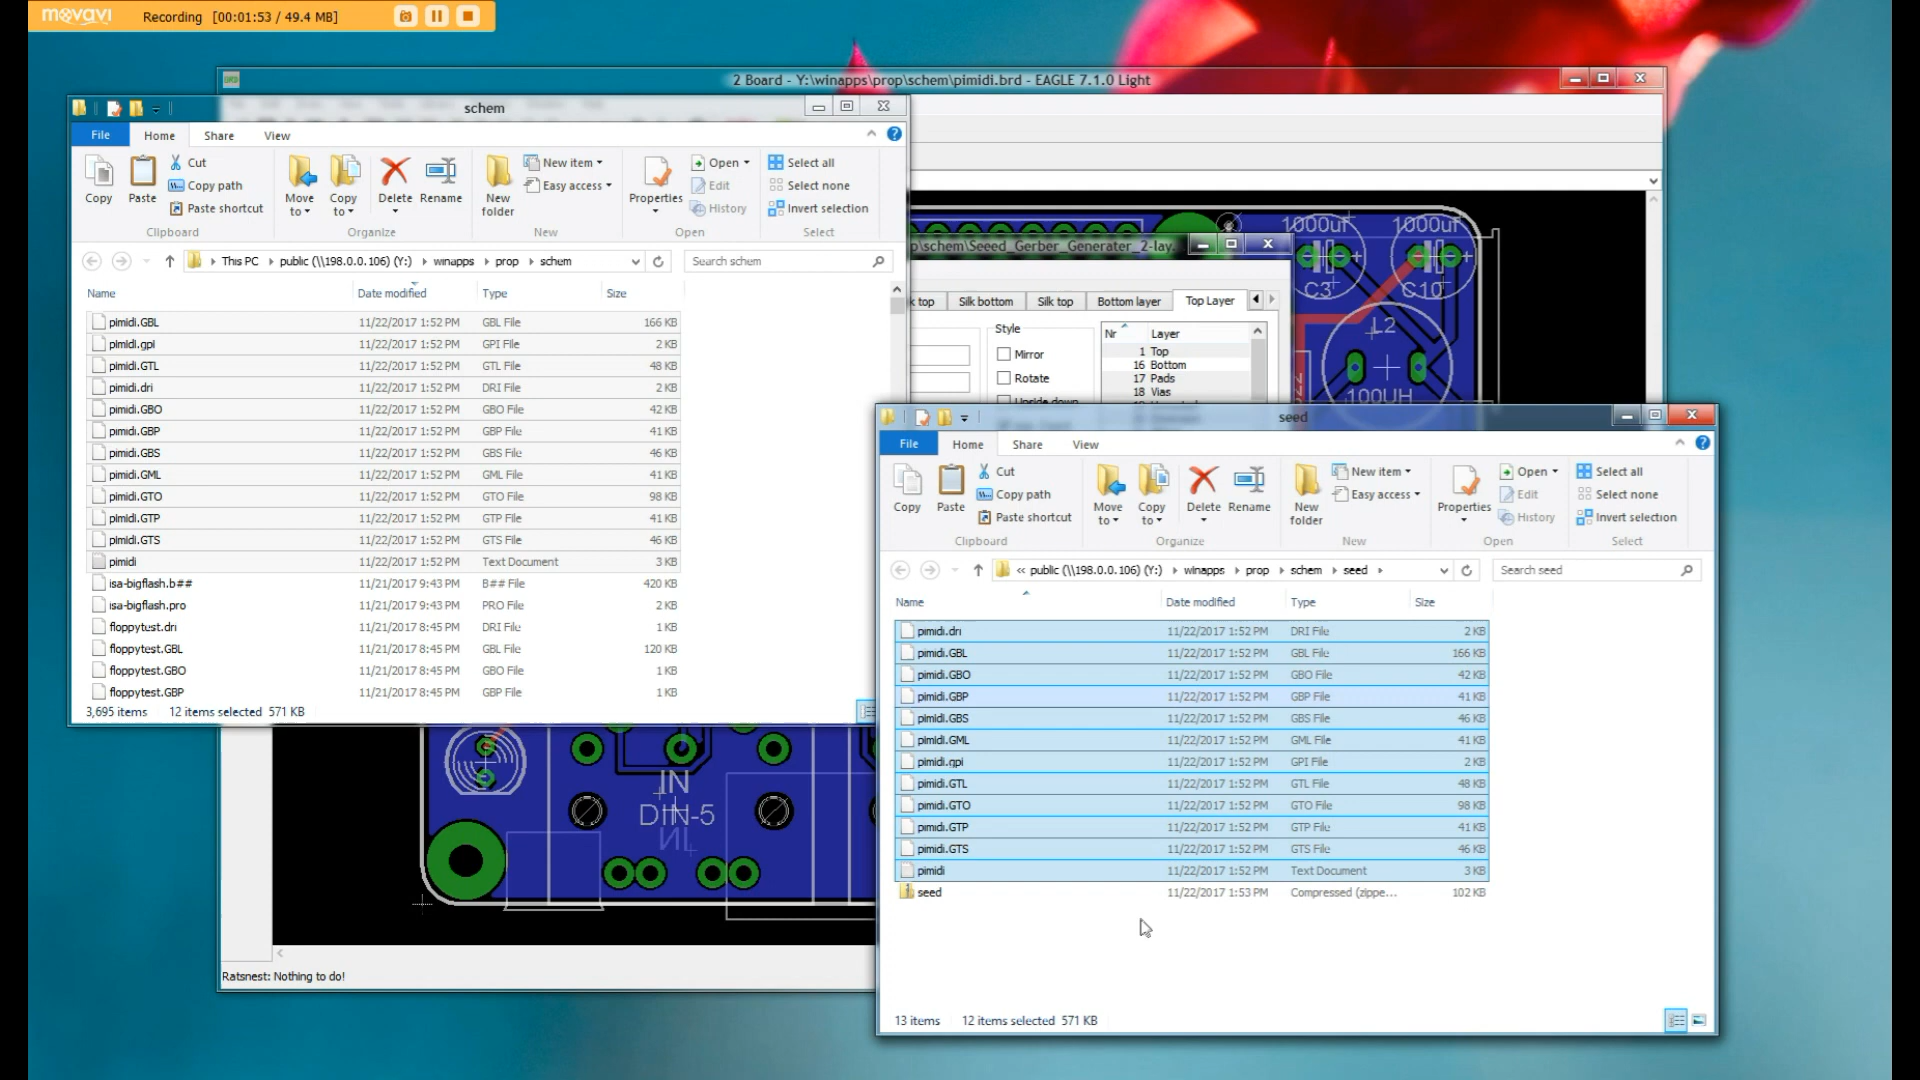 movavi Recording [00:01:53 / 49.4 MB]
2 Board - Y:\winapps\prop\schem\pimidi.brd - EAGLE 7.1.0 Light
schem
File Home Share View
Copy Paste Cut Copy path Paste shortcut
Move to Copy to Delete Rename
New folder New item Easy access
Properties Open Edit History
Select all Select none Invert selection
Clipboard Organize New Open Select
This PC public (\\198.0.0.106) (Y:) winapps prop schem Search schem
Name Date modified Type Size
pimidi.GBL 11/22/2017 1:52 PM GBL File 166 KB
pimidi.gpi 11/22/2017 1:52 PM GPI File 2 KB
pimidi.GTL 11/22/2017 1:52 PM GTL File 48 KB
pimidi.dri 11/22/2017 1:52 PM DRI File 2 KB
pimidi.GBO 11/22/2017 1:52 PM GBO File 42 KB
pimidi.GBP 11/22/2017 1:52 PM GBP File 41 KB
pimidi.GBS 11/22/2017 1:52 PM GBS File 46 KB
pimidi.GML 11/22/2017 1:52 PM GML File 41 KB
pimidi.GTO 11/22/2017 1:52 PM GTO File 98 KB
pimidi.GTP 11/22/2017 1:52 PM GTP File 41 KB
pimidi.GTS 11/22/2017 1:52 PM GTS File 46 KB
pimidi 11/22/2017 1:52 PM Text Document 3 KB
isa-bigflash.b## 11/21/2017 9:43 PM B## File 420 KB
isa-bigflash.pro 11/21/2017 9:43 PM PRO File 2 KB
floppytest.dri 11/21/2017 8:45 PM DRI File 1 KB
floppytest.GBL 11/21/2017 8:45 PM GBL File 120 KB
floppytest.GBO 11/21/2017 8:45 PM GBO File 1 KB
floppytest.GBP 11/21/2017 8:45 PM GBP File 1 KB
3,695 items 12 items selected 571 KB
p\schem\Seeed_Gerber_Generater_2-lay.
k top Silk bottom Silk top Bottom layer Top Layer
Style
Mirror
Rotate
Upside down
Nr Layer
1 Top
16 Bottom
17 Pads
18 Vias
1000uf 1000uf
C3 C10
L2
100UH
IN
DIN-5
IN
Ratsnest: Nothing to do!
seed
File Home Share View
Copy Paste Cut Copy path Paste shortcut
Move to Copy to Delete Rename
New folder New item Easy access
Properties Open Edit History
Select all Select none Invert selection
Clipboard Organize New Open Select
« public (\\198.0.0.106) (Y:) winapps prop schem seed Search seed
Name Date modified Type Size
pimidi.dri 11/22/2017 1:52 PM DRI File 2 KB
pimidi.GBL 11/22/2017 1:52 PM GBL File 166 KB
pimidi.GBO 11/22/2017 1:52 PM GBO File 42 KB
pimidi.GBP 11/22/2017 1:52 PM GBP File 41 KB
pimidi.GBS 11/22/2017 1:52 PM GBS File 46 KB
pimidi.GML 11/22/2017 1:52 PM GML File 41 KB
pimidi.gpi 11/22/2017 1:52 PM GPI File 2 KB
pimidi.GTL 11/22/2017 1:52 PM GTL File 48 KB
pimidi.GTO 11/22/2017 1:52 PM GTO File 98 KB
pimidi.GTP 11/22/2017 1:52 PM GTP File 41 KB
pimidi.GTS 11/22/2017 1:52 PM GTS File 46 KB
pimidi 11/22/2017 1:52 PM Text Document 3 KB
seed 11/22/2017 1:53 PM Compressed (zippe... 102 KB
13 items 12 items selected 571 KB